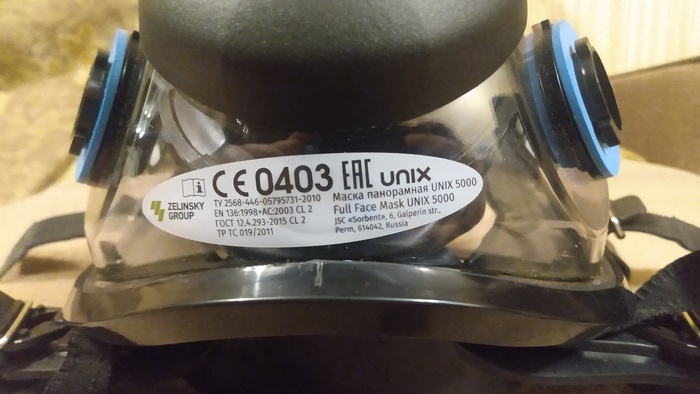 CE 0403 EAC UNIX
ZELINSKY
GROUP
ТУ 2568-446-05795731-2010
EN 136:1998+AC:2003 CL 2
ГОСТ 12.4.293-2015 CL 2
ТР ТС 019/2011
Маска панорамная UNIX 5000
Full Face Mask UNIX 5000
JSC «Sorbent», 6, Galperin str.,
Perm, 614042, Russia